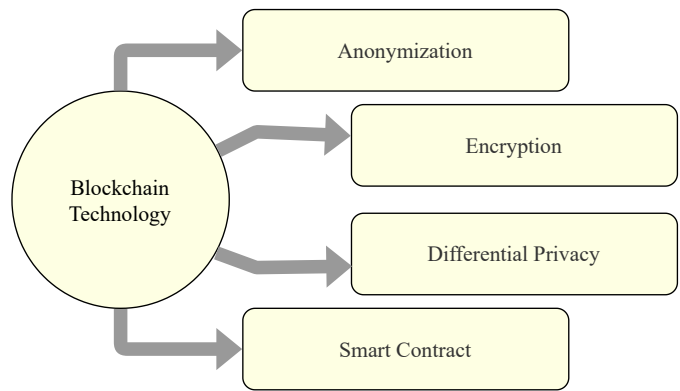 Anonymization
Encryption
Blockchain
Technology
Differential Privacy
Smart Contract